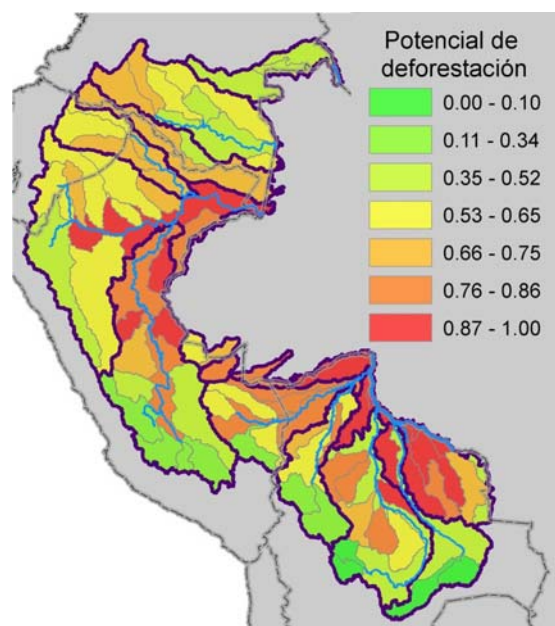 Potencial de
deforestación
0.00 - 0.10
0.11 - 0.34
0.35 - 0.52
0.53 - 0.65
0.66 - 0.75
0.76 - 0.86
0.87 - 1.00